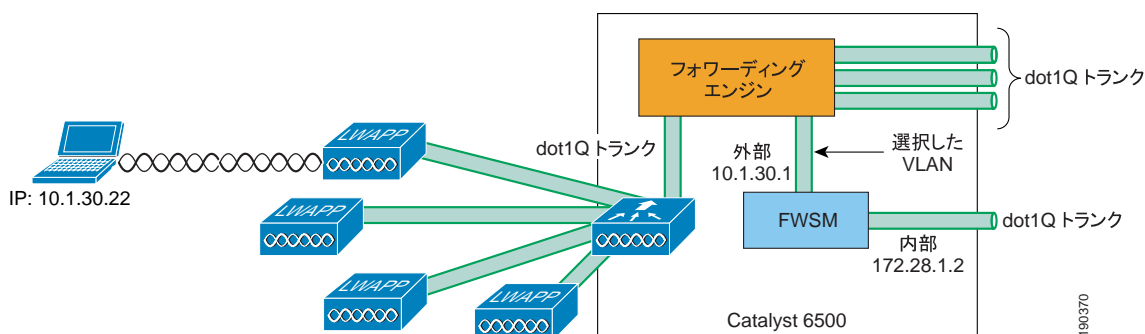 フォワーディング
エンジン
dot1Q トランク
dot1Q トランク
外部
10.1.30.1
選択した
VLAN
LWAPP
IP: 10.1.30.22
LWAPP
LWAPP
LWAPP
FWSM
dot1Q トランク
内部
172.28.1.2
Catalyst 6500
190370